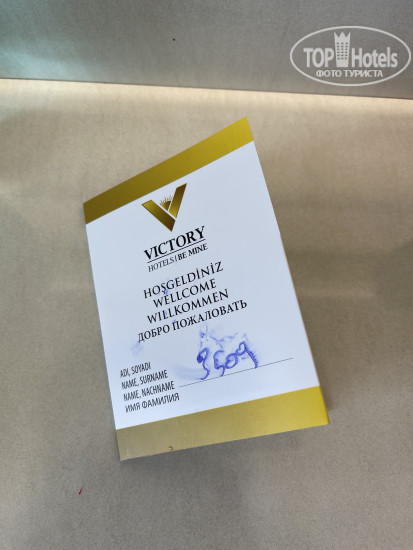 TOP Hotels
ФОТО ТУРИСТА
VICTORY
HOTELS | BE MINE
HOŞGELDİNİZ
WELLCOME
WILLKOMMEN
ДОБРО ПОЖАЛОВАТЬ
ADI, SOYADI
NAME, SURNAME
NAME, NACHNAME
ИМЯ ФАМИЛИЯ